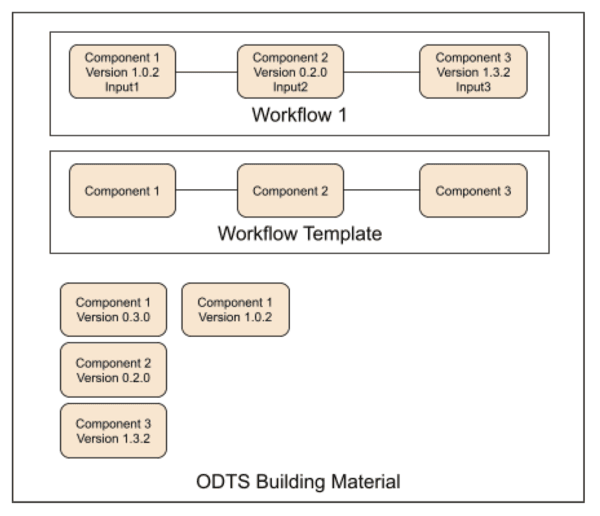 Component 1
Version 1.0.2
Input1
Component 2
Version 0.2.0
Input2
Component 3
Version 1.3.2
Input3
Workflow 1
Component 1
Component 2
Component 3
Workflow Template
Component 1
Version 0.3.0
Component 1
Version 1.0.2
Component 2
Version 0.2.0
Component 3
Version 1.3.2
ODTS Building Material